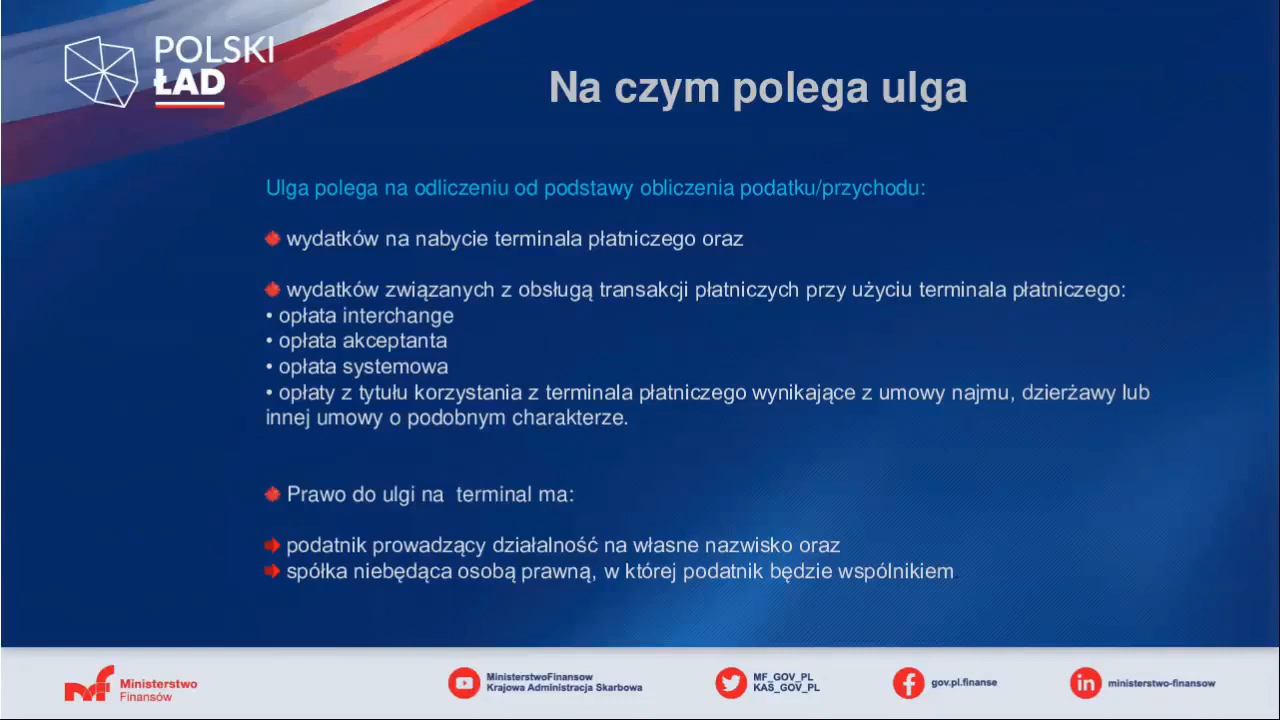 POLSKI
ŁAD
Na czym polega ulga
Ulga polega na odliczeniu od podstawy obliczenia podatku/przychodu:
wydatków na nabycie terminala płatniczego oraz
wydatków związanych z obsługą transakcji płatniczych przy użyciu terminala płatniczego:
• opłata interchange
• opłata akceptanta
• opłata systemowa
• opłaty z tytułu korzystania z terminala płatniczego wynikające z umowy najmu, dzierżawy lub
innej umowy o podobnym charakterze.
Prawo do ulgi na  terminal ma:
podatnik prowadzący działalność na własne nazwisko oraz
spółka niebędąca osobą prawną, w której podatnik będzie wspólnikiem.
Ministerstwo
Finansów
MinisterstwoFinansow
Krajowa Administracja Skarbowa
MF_GOV_PL
KAS_GOV_PL
gov.pl.finanse
ministerstwo-finansow